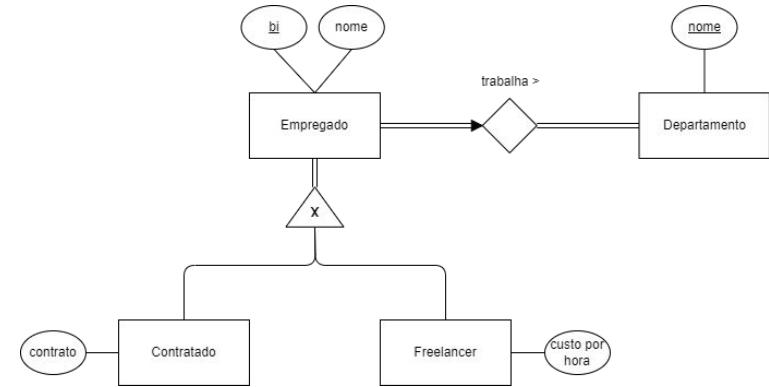 bi
nome
nome
trabalha >
Empregado
Departamento
X
contrato
Contratado
Freelancer
custo por
hora